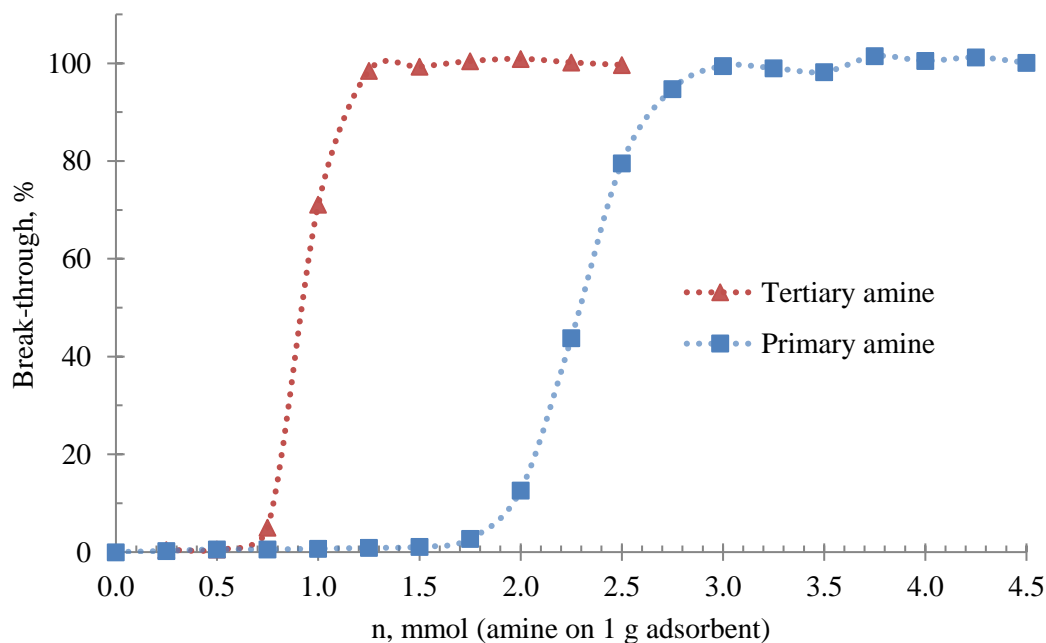 100
80
60
40
20
0
Break-through, %
Tertiary amine
Primary amine
0.0 0.5 1.0 1.5 2.0 2.5 3.0 3.5 4.0 4.5
n, mmol (amine on 1 g adsorbent)